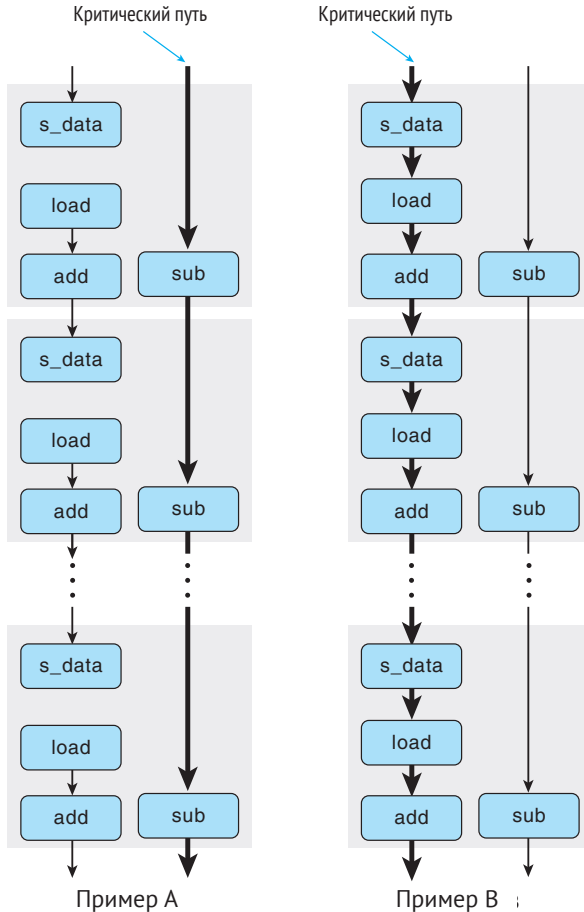 Критический путь
Критический путь
s_data
load
add
sub
s_data
load
add
sub
s_data
load
add
sub
s_data
load
add
sub
s_data
load
add
sub
s_data
load
add
sub
Пример A
Пример B